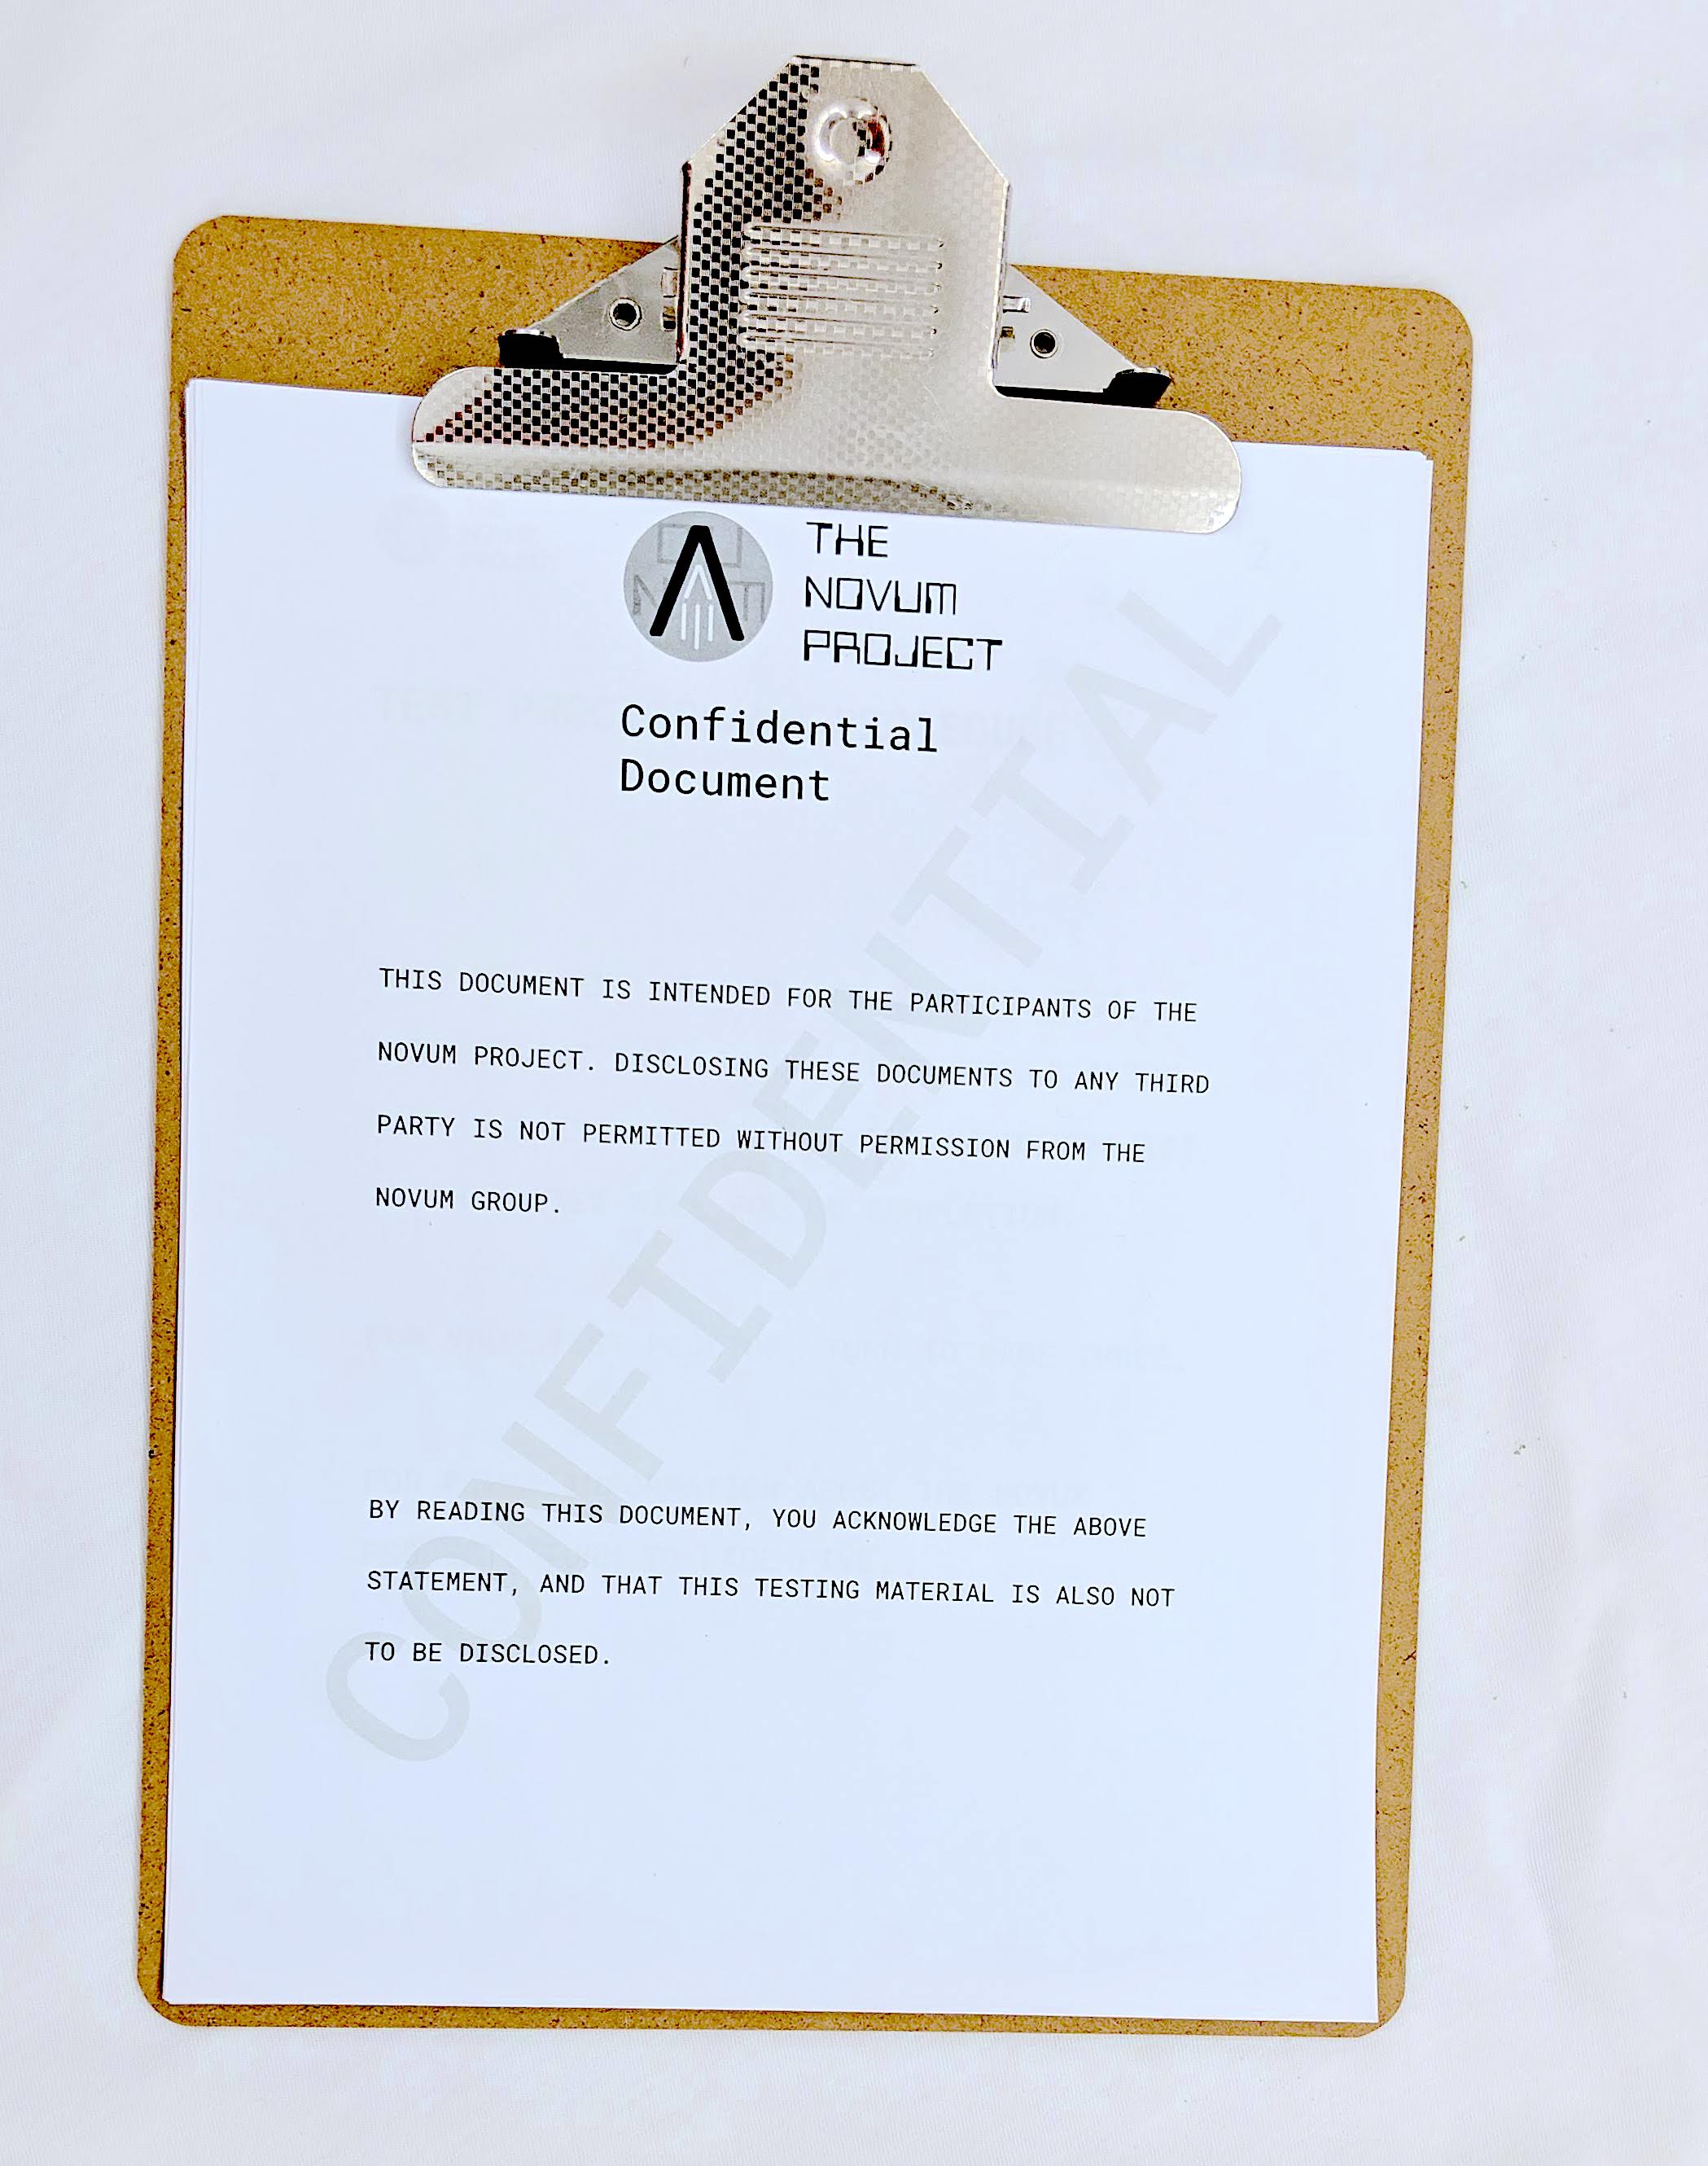 THE
NOVUM
PROJECT
Confidential
Document
THIS DOCUMENT IS INTENDED FOR THE PARTICIPANTS OF THE
NOVUM PROJECT. DISCLOSING THESE DOCUMENTS TO ANY THIRD
PARTY IS NOT PERMITTED WITHOUT PERMISSION FROM THE
NOVUM GROUP.
BY READING THIS DOCUMENT, YOU ACKNOWLEDGE THE ABOVE
STATEMENT, AND THAT THIS TESTING MATERIAL IS ALSO NOT
TO BE DISCLOSED.
CONFIDENTIAL